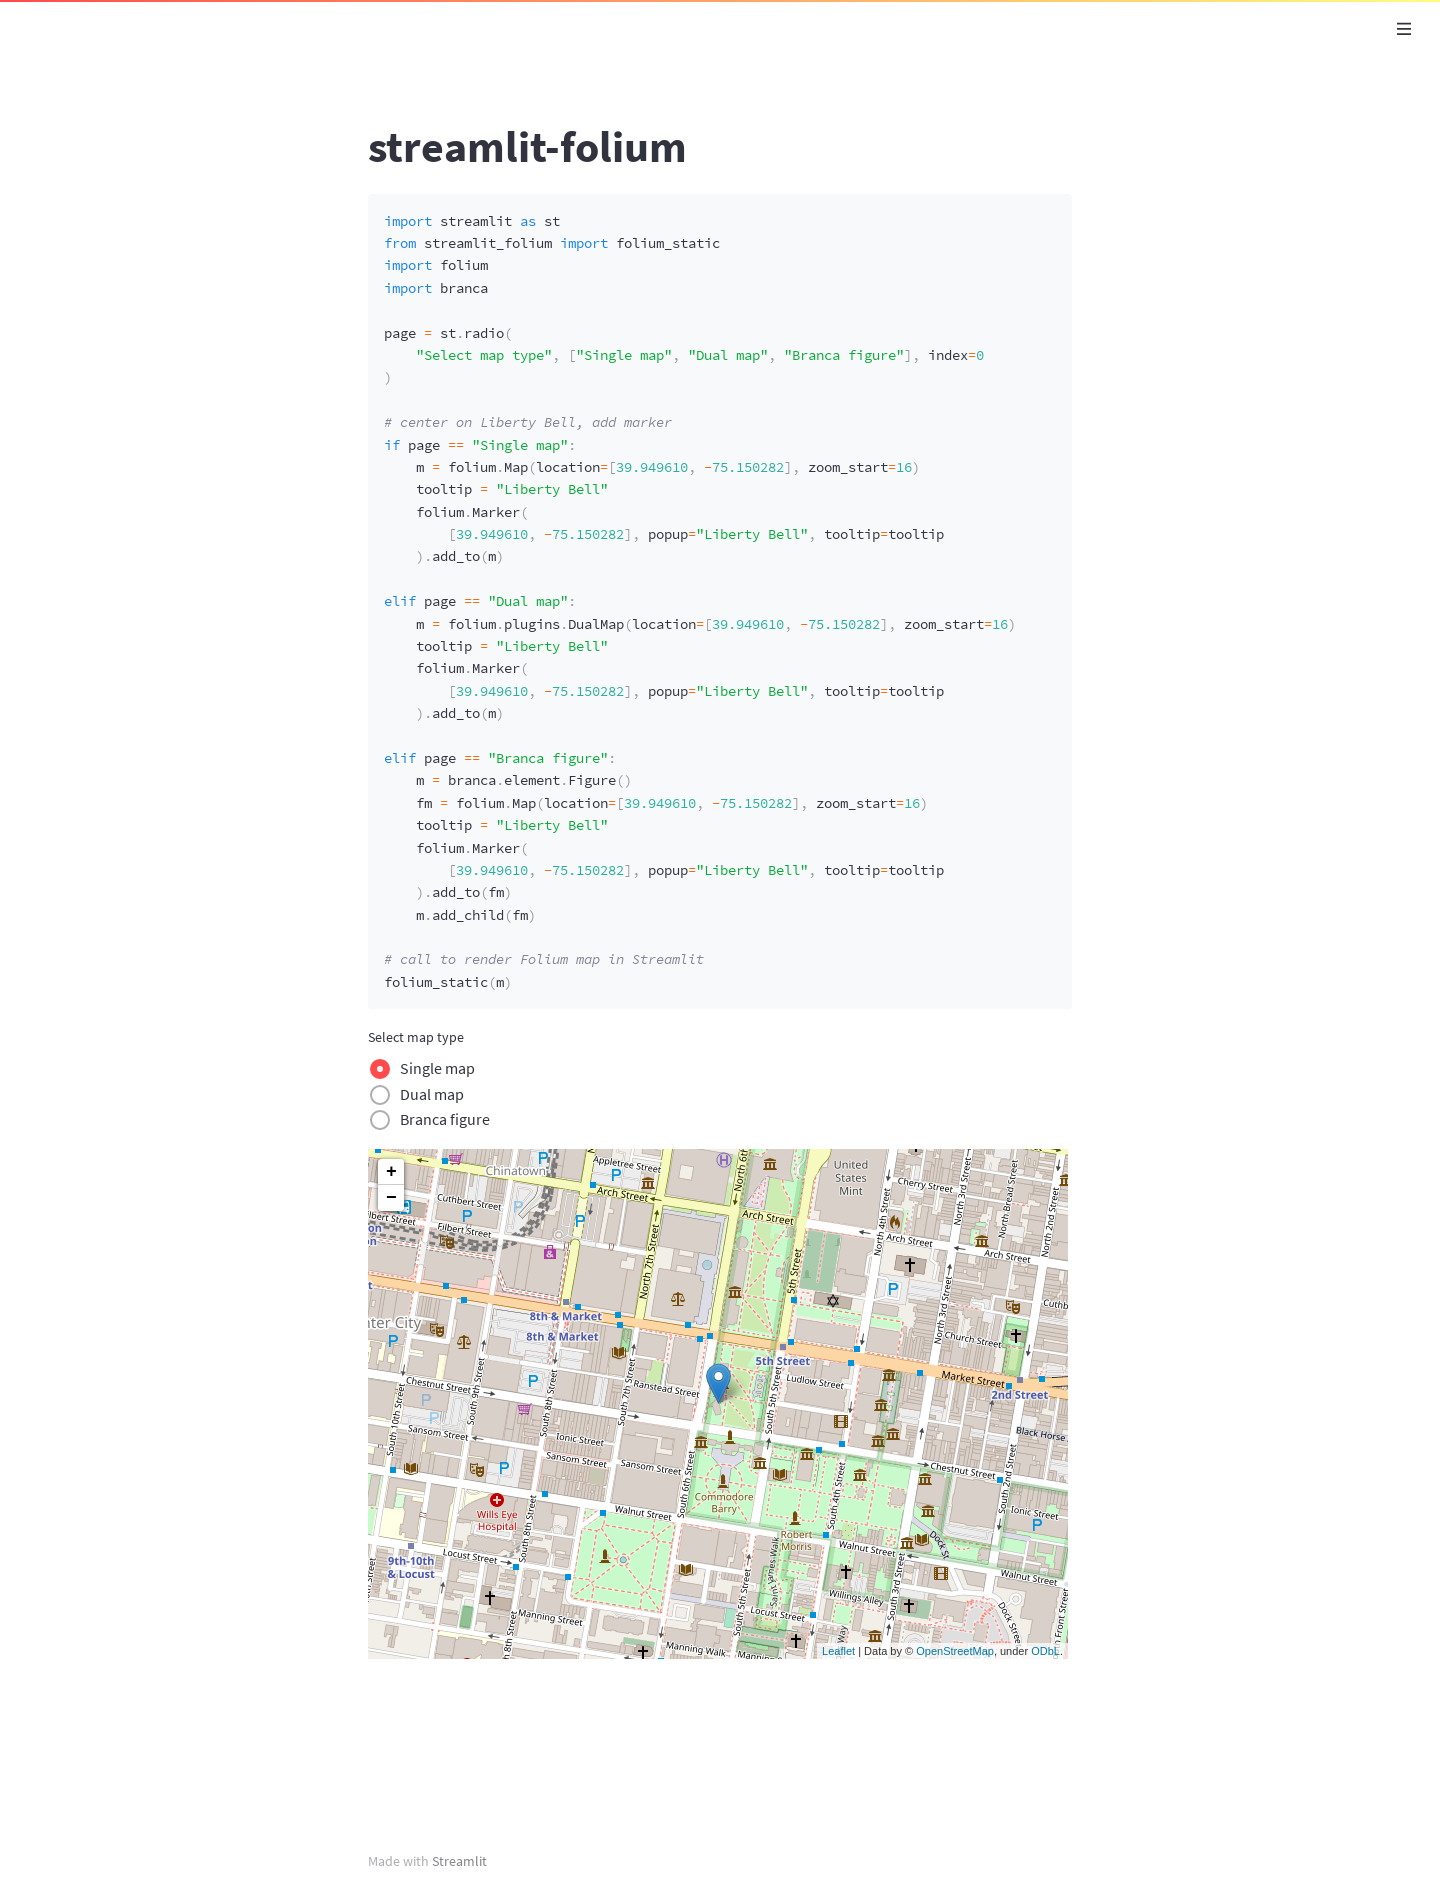 streamlit-folium
import streamlit as st
from streamlit_folium import folium_static
import folium
import branca
page = st.radio(
    "Select map type", ["Single map", "Dual map", "Branca figure"], index=0
)
# center on Liberty Bell, add marker
if page == "Single map":
    m = folium.Map(location=[39.949610, -75.150282], zoom_start=16)
    tooltip = "Liberty Bell"
    folium.Marker(
        [39.949610, -75.150282], popup="Liberty Bell", tooltip=tooltip
    ).add_to(m)
elif page == "Dual map":
    m = folium.plugins.DualMap(location=[39.949610, -75.150282], zoom_start=16)
    tooltip = "Liberty Bell"
    folium.Marker(
        [39.949610, -75.150282], popup="Liberty Bell", tooltip=tooltip
    ).add_to(m)
elif page == "Branca figure":
    m = branca.element.Figure()
    fm = folium.Map(location=[39.949610, -75.150282], zoom_start=16)
    tooltip = "Liberty Bell"
    folium.Marker(
        [39.949610, -75.150282], popup="Liberty Bell", tooltip=tooltip
    ).add_to(fm)
    m.add_child(fm)
# call to render Folium map in Streamlit
folium_static(m)
Select map type
Single map
Dual map
Branca figure
+
−
Chinatown
Appletree Street
United
States
Mint
Cherry Street
North 3rd Street
North Bread Street
North 2nd Street
Cuthbert Street
Arch Street
Arch Street
Filbert Street
North 7th Street
5th Street
North 4th Street
Arch Street
Arch Street
North 3rd Street
8th & Market
8th & Market
Church Street
5th Street
Market Street
2nd Street
Ludlow Street
Ranstead Street
Chestnut Street
South 10th Street
South 9th Street
South 8th Street
South 7th Street
South 5th Street
Sansom Street
Ionic Street
Sansom Street
Sansom Street
South 6th Street
Black Horse
Chestnut Street
South 2nd Street
Commodore
Barry
South 4th Street
Ionic Street
Wills Eye
Hospital
South 8th Street
Walnut Street
Robert
Morris
Walnut Street
Dock St
9th-10th
& Locust
Locust Street
Saint James Walk
South 3rd Street
Walnut Street
Willings Alley
Manning Street
South 5th Street
Locust Street
Dock Street
Front Street
Manning Walk
Leaflet | Data by © OpenStreetMap, under ODbL.
Made with Streamlit